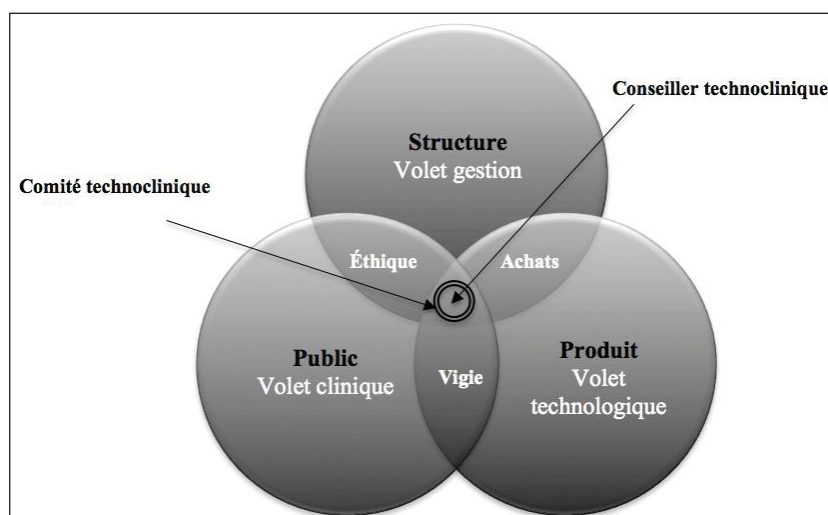 Conseiller technoclinique
Structure
Volet gestion
Comité technoclinique
Éthique
Achats
Public
Volet clinique
Vigie
Produit
Volet
technologique